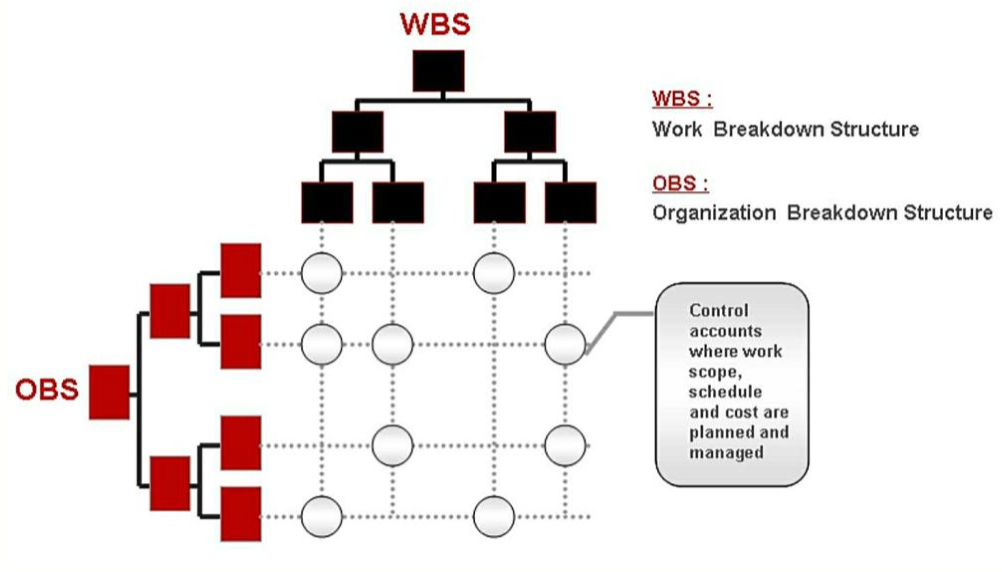 WBS
WBS :
Work Breakdown Structure
OBS :
Organization Breakdown Structure
OBS
Control
accounts
where work
scope,
schedule
and cost are
planned and
managed